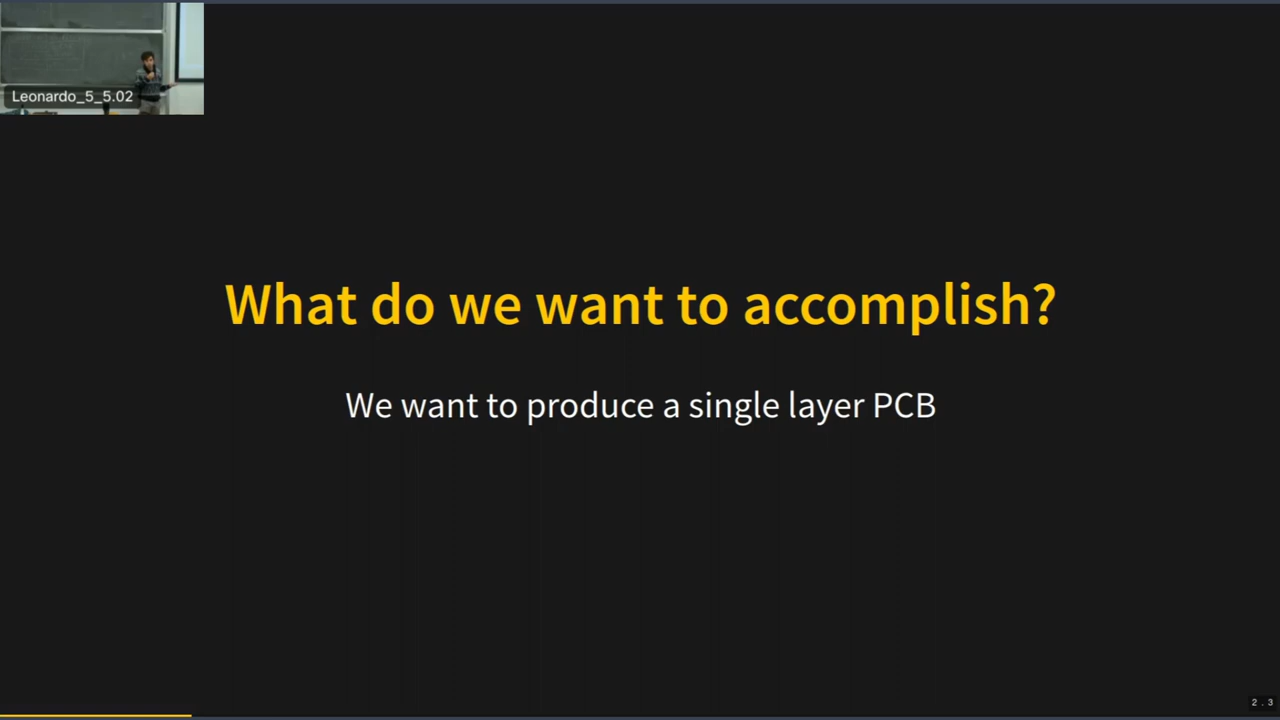 Leonardo_5_5.02
What do we want to accomplish?
We want to produce a single layer PCB
2.3